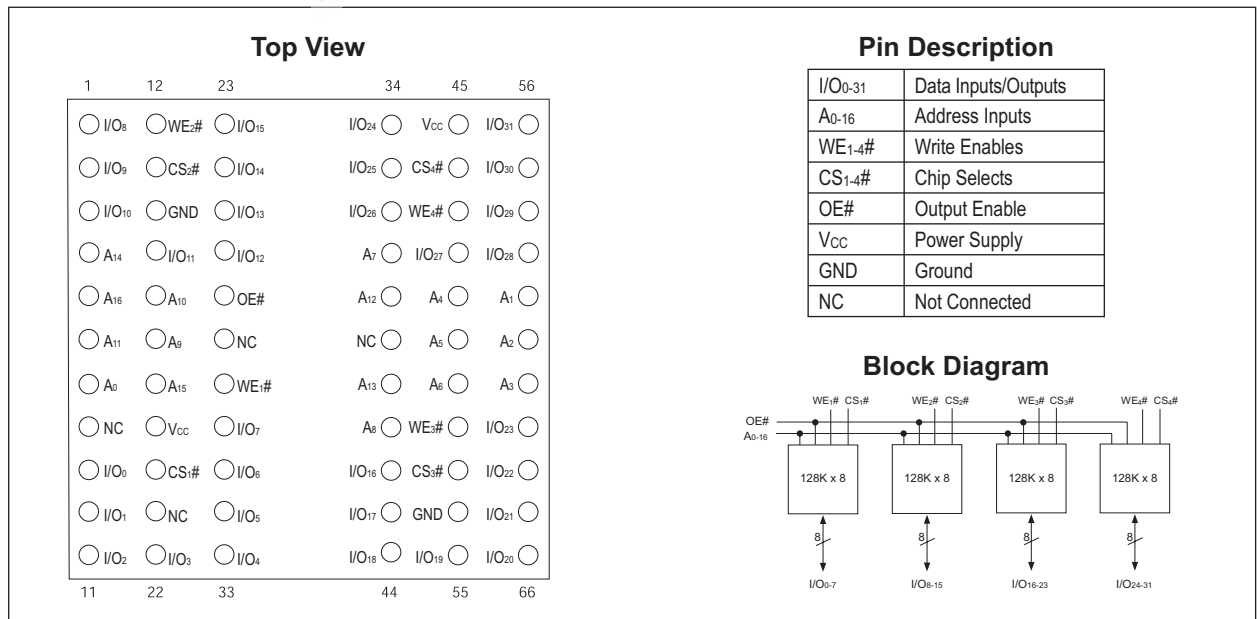 Top View
1 12 23 34 45 56
I/O8 WE2# I/O15 I/O24 VCC I/O31
I/O9 CS2# I/O14 I/O25 CS4# I/O30
I/O10 GND I/O13 I/O26 WE4# I/O29
A14 I/O11 I/O12 A7 I/O27 I/O28
A16 A10 OE# A12 A4 A1
A11 A9 NC NC A5 A2
A0 A15 WE1# A13 A6 A3
NC VCC I/O7 A8 WE3# I/O23
I/O0 CS1# I/O6 I/O16 CS3# I/O22
I/O1 NC I/O5 I/O17 GND I/O21
I/O2 I/O3 I/O4 I/O18 I/O19 I/O20
11 22 33 44 55 66
Pin Description
I/O0-31 Data Inputs/Outputs
A0-16 Address Inputs
WE1-4# Write Enables
CS1-4# Chip Selects
OE# Output Enable
VCC Power Supply
GND Ground
NC Not Connected
Block Diagram
WE1# CS1# WE2# CS2# WE3# CS3# WE4# CS4#
OE#
A0-16
128K x 8 128K x 8 128K x 8 128K x 8
8 8 8 8
I/O0-7 I/O8-15 I/O16-23 I/O24-31